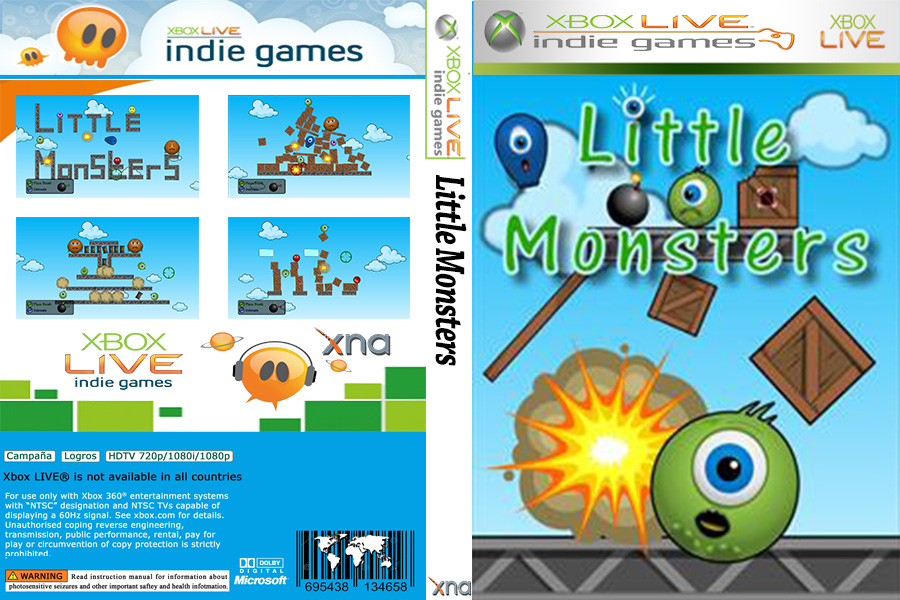 XBOX LIVE
indie games
LITTLE
MONSTERS
XBOX
LIVE
indie games
xna
Campaña Logros HDTV 720p/1080i/1080p
Xbox LIVE® is not available in all countries
For use only with Xbox 360® entertainment systems
with “NTSC” designation and NTSC TVs capable of
displaying a 60Hz signal. See xbox.com for details.
Unauthorised coping reverse engineering,
transmission, public performance, rental, pay for
play or circumvention of copy protection is strictly
prohibited.
WARNING Read instruction manual for information about
photosensitive seizures and other important saftey and health infotmation.
DOLBY
DIGITAL
Microsoft
695438 134658
XBOX LIVE
indie games
Little Monsters
xna
XBOX LIVE
indie games
XBOX
LIVE
Little
Monsters